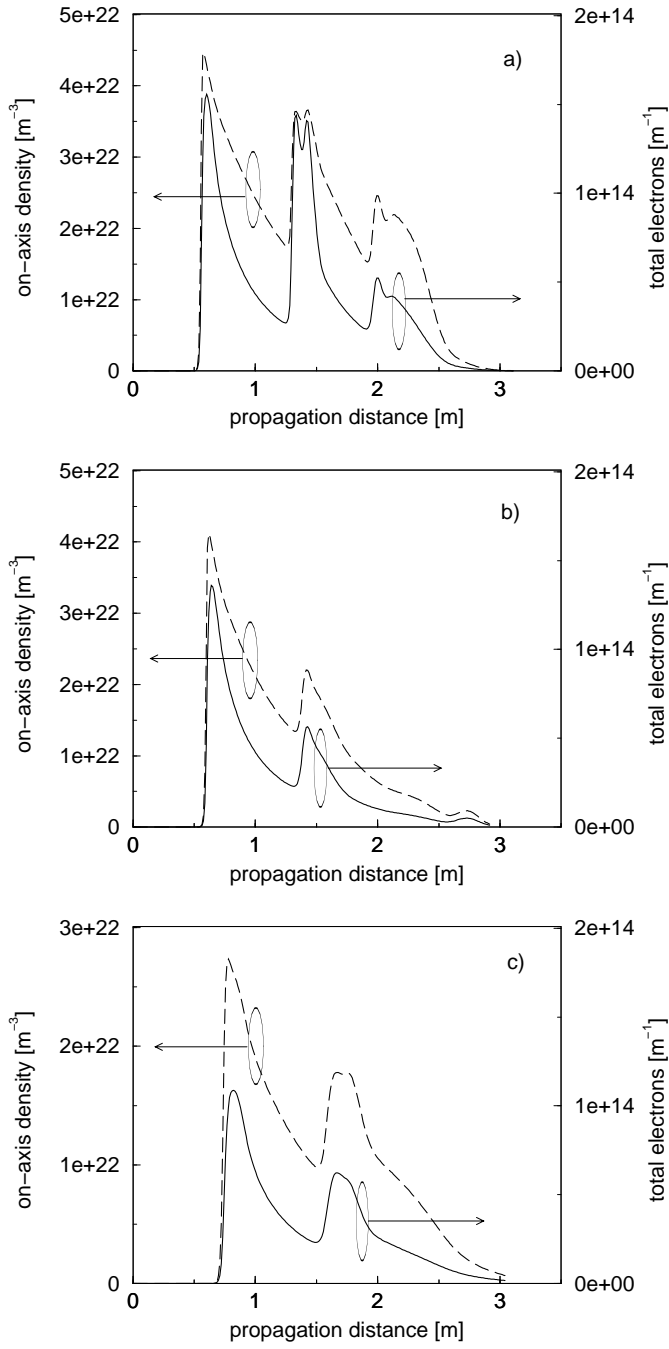 5e+22
4e+22
3e+22
2e+22
1e+22
0
on−axis density [m−3]
a)
2e+14
1e+14
0e+00
total electrons [m−1]
0
1
2
3
propagation distance [m]
5e+22
4e+22
3e+22
2e+22
1e+22
0
on−axis density [m−3]
b)
2e+14
1e+14
0e+00
total electrons [m−1]
0
1
2
3
propagation distance [m]
3e+22
2e+22
1e+22
0
on−axis density [m−3]
c)
2e+14
1e+14
0e+00
total electrons [m−1]
0
1
2
3
propagation distance [m]